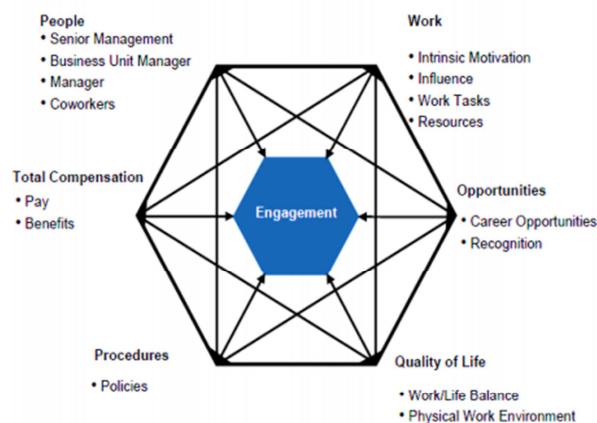 People
• Senior Management
• Business Unit Manager
• Manager
• Coworkers
Work
• Intrinsic Motivation
• Influence
• Work Tasks
• Resources
Total Compensation
• Pay
• Benefits
Engagement
Opportunities
• Career Opportunities
• Recognition
Procedures
• Policies
Quality of Life
• Work/Life Balance
• Physical Work Environment